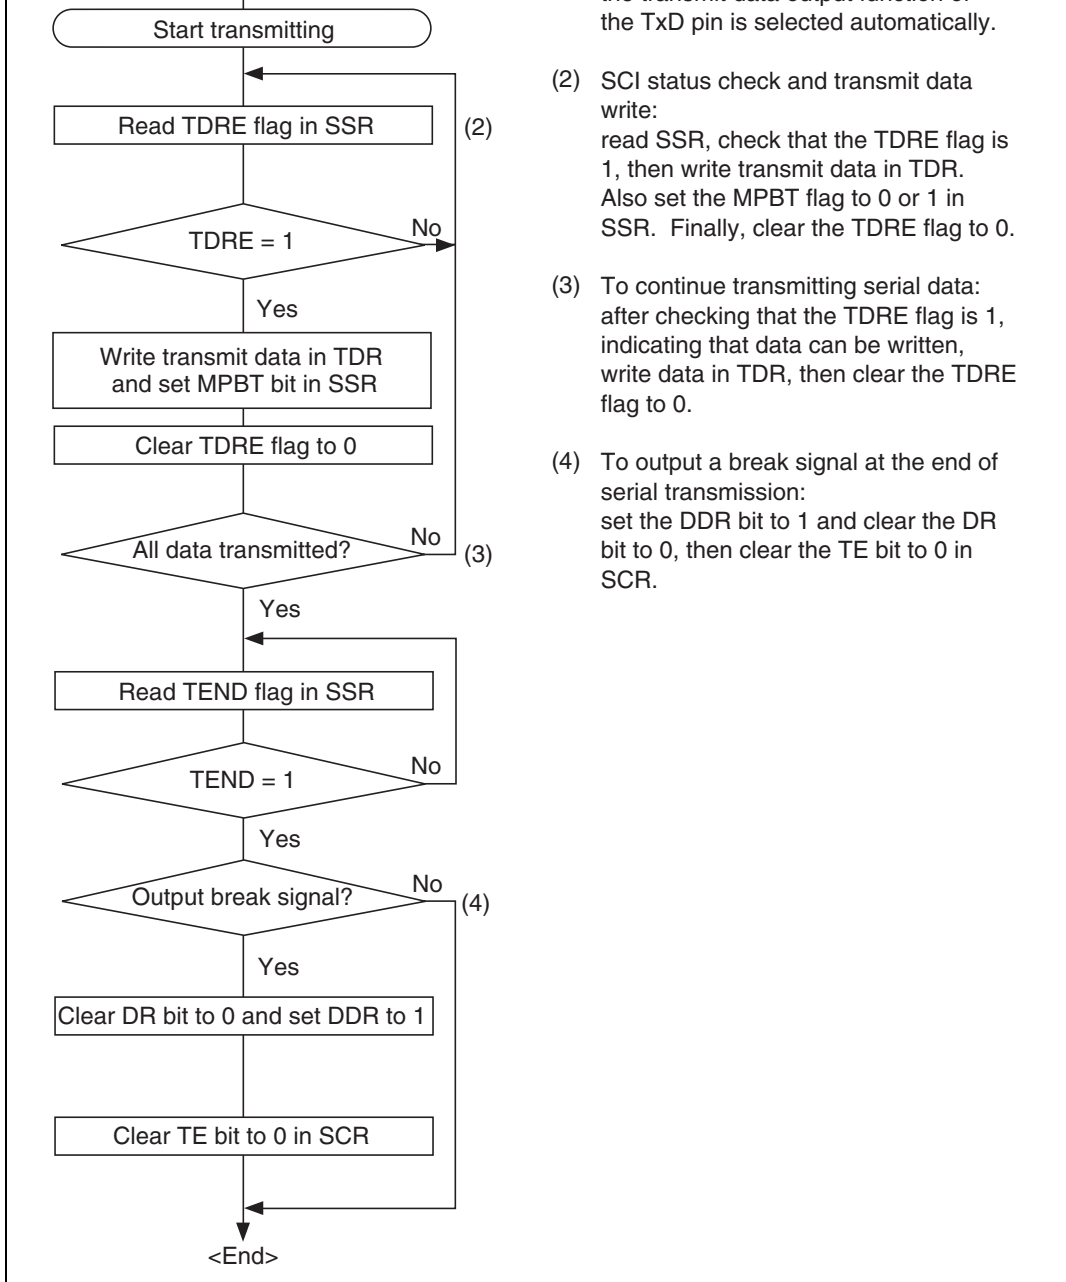 Start transmitting
Read TDRE flag in SSR
(2)
TDRE = 1
No
Yes
Write transmit data in TDR
and set MPBT bit in SSR
Clear TDRE flag to 0
All data transmitted?
No
(3)
Yes
Read TEND flag in SSR
TEND = 1
No
Yes
Output break signal?
No
(4)
Yes
Clear DR bit to 0 and set DDR to 1
Clear TE bit to 0 in SCR
<End>
the transmit data output function of
the TxD pin is selected automatically.
(2) SCI status check and transmit data
write:
read SSR, check that the TDRE flag is
1, then write transmit data in TDR.
Also set the MPBT flag to 0 or 1 in
SSR.  Finally, clear the TDRE flag to 0.
(3) To continue transmitting serial data:
after checking that the TDRE flag is 1,
indicating that data can be written,
write data in TDR, then clear the TDRE
flag to 0.
(4) To output a break signal at the end of
serial transmission:
set the DDR bit to 1 and clear the DR
bit to 0, then clear the TE bit to 0 in
SCR.